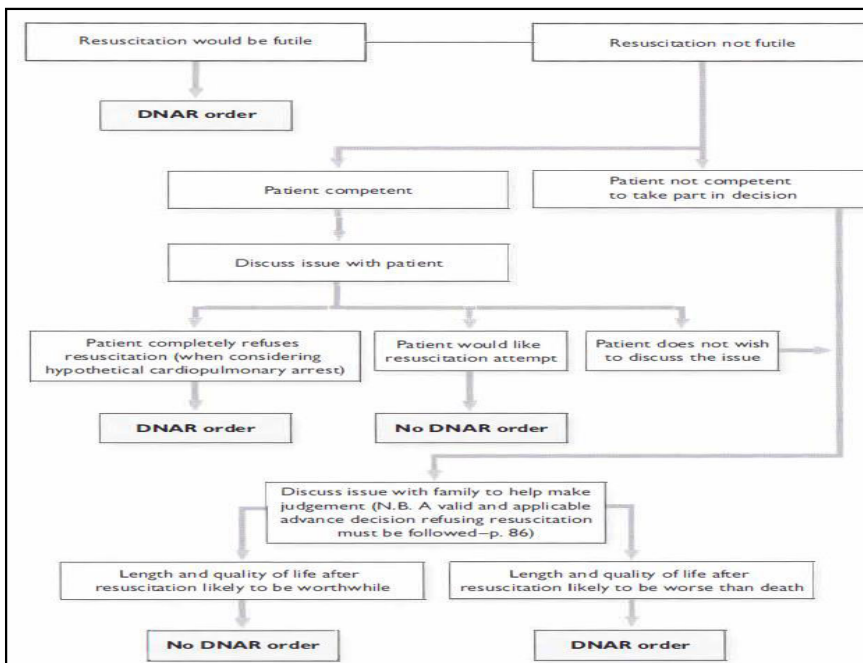 Resuscitation would be futile
Resuscitation not futile
DNAR order
Patient competent
Patient not competent
to take part in decision
Discuss issue with patient
Patient completely refuses
resuscitation (when considering
hypothetical cardiopulmonary arrest)
Patient would like
resuscitation attempt
Patient does not wish
to discuss the issue
DNAR order
No DNAR order
Discuss issue with family to help make
judgement (N.B. A valid and applicable
advance decision refusing resuscitation
must be followed–p. 86)
Length and quality of life after
resuscitation likely to be worthwhile
Length and quality of life after
resuscitation likely to be worse than death
No DNAR order
DNAR order